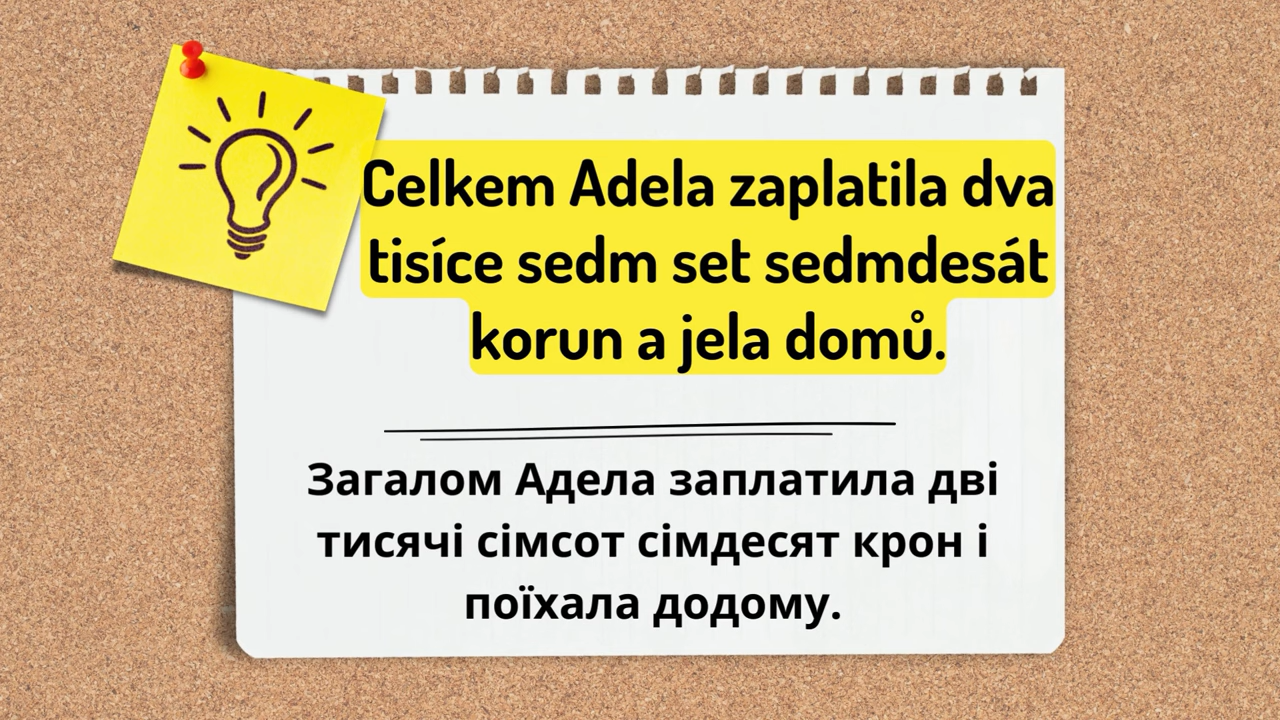 Celkem Adela zaplatila dva
tisíce sedm set sedmdesát
korun a jela domů.
Загалом Адела заплатила дві
тисячі сімсот сімдесят крон і
поїхала додому.